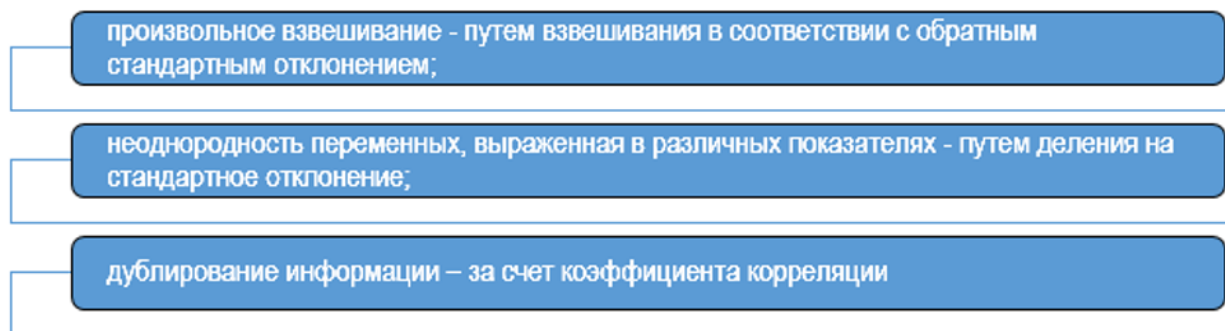 произвольное взвешивание - путем взвешивания в соответствии с обратным
стандартным отклонением;
неоднородность переменных, выраженная в различных показателях - путем деления на
стандартное отклонение;
дублирование информации – за счет коэффициента корреляции